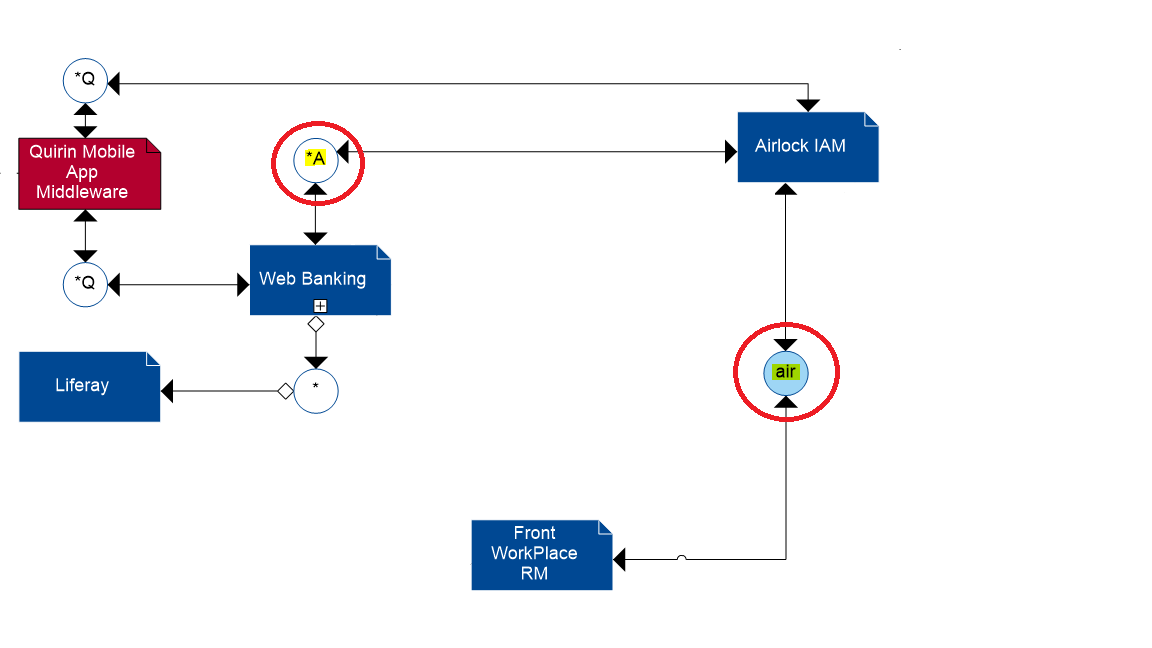 *Q
Quirin Mobile
App
Middleware
*A
Airlock IAM
*Q
Web Banking
Liferay
*
air
Front
WorkPlace
RM